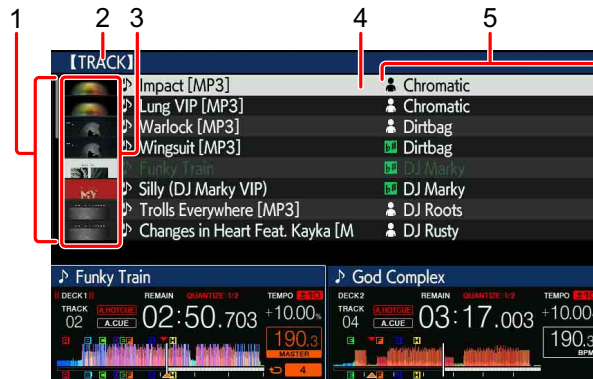 1 2 3 4 5
【TRACK】
♪ Impact [MP3] Chromatic
♪ Lung VIP [MP3] Chromatic
♪ Warlock [MP3] Dirtbag
♪ Wingsuit [MP3] Dirtbag
♪ Funky Train DJ Marky
♪ Silly (DJ Marky VIP) DJ Marky
♪ Trolls Everywhere [MP3] DJ Roots
♪ Changes in Heart Feat. Kayka [M DJ Rusty
♪ Funky Train ♪ God Complex
DECK1 REMAIN QUANTIZE 1/2 TEMPO ±10 DECK2 REMAIN QUANTIZE 1/2 TEMPO
TRACK 02 A.HOTCUE A.CUE 02:50.703 +10.00% TRACK 04 A.HOTCUE A.CUE 03:17.003 +10.00
190.3 MASTER 190.3 BPM
4